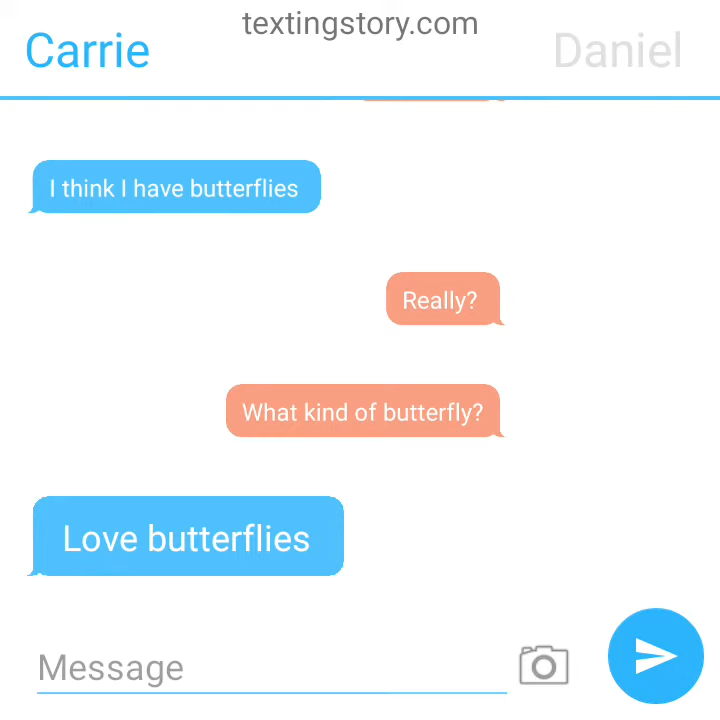 textingstory.com
Carrie
Daniel
I think I have butterflies
Really?
What kind of butterfly?
Love butterflies
Message